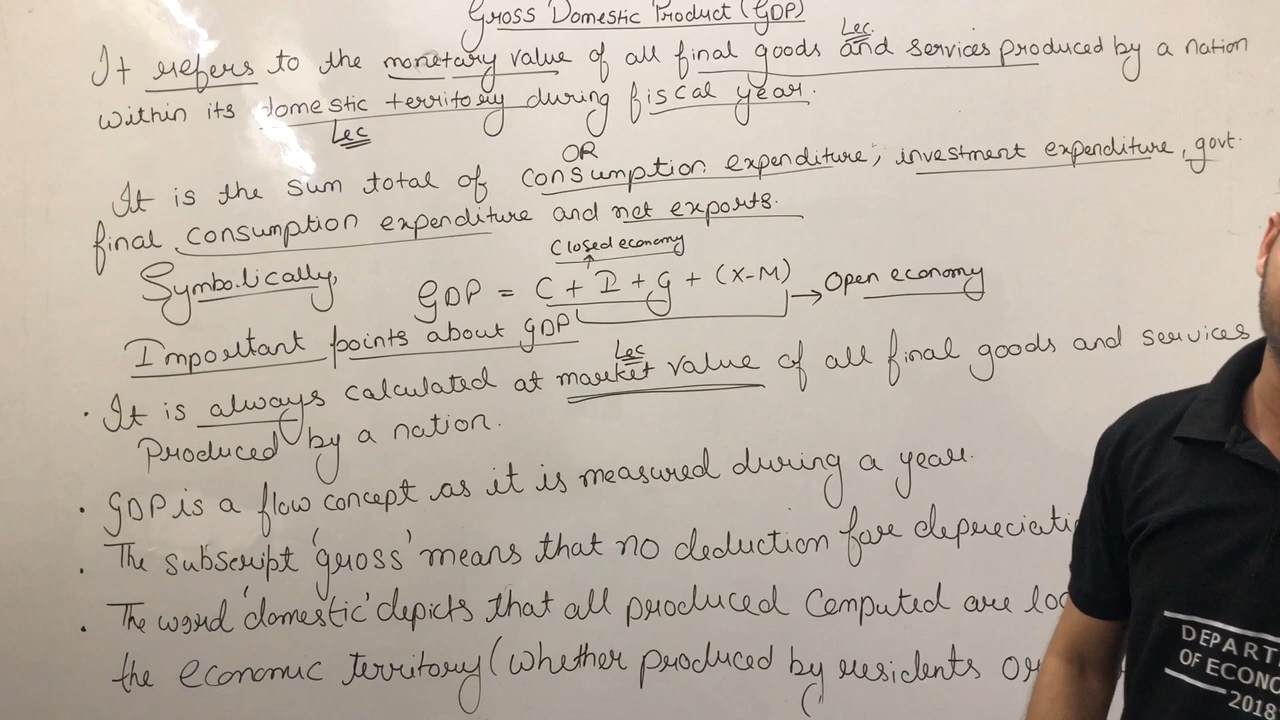 Gross Domestic Product (GDP)
Lec.
It refers to the monetary value of all final goods and services produced by a nation
within its domestic territory during fiscal year.
Lec
OR
It is the sum total of consumption expenditure, investment expenditure, govt.
final consumption expenditure and net exports.
Closed economy
Symbolically, GDP = C + I + G + (X-M) → Open economy
Important points about GDP
Lec
· It is always calculated at market value of all final goods and services
Produced by a nation.
· GDP is a flow concept as it is measured during a year.
· The subscript 'gross' means that no deduction for
· The word 'domestic' depicts that all produced Computed are
the economic territory (whether produced by residents or
(
DEPART
OF ECONO
2018